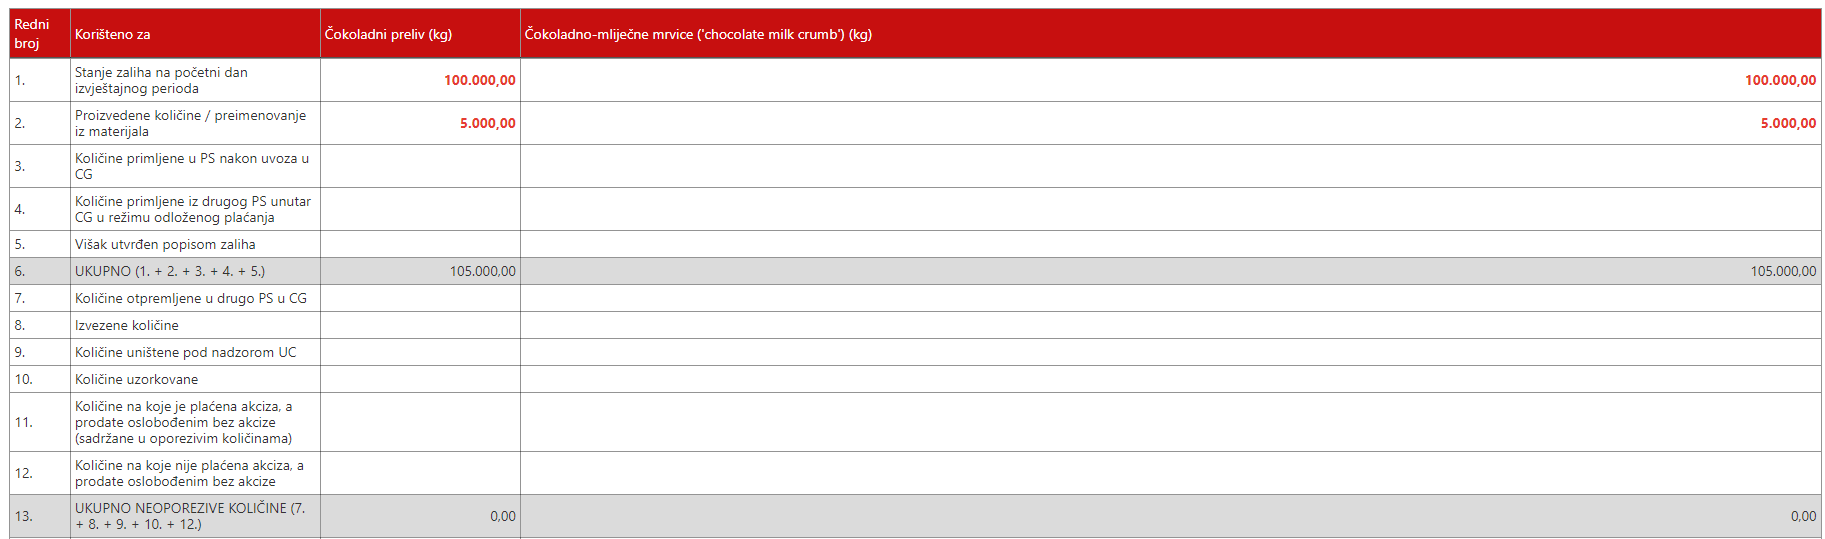 Redni broj | Korišteno za | Čokoladni preliv (kg) | Čokoladno-mliječne mrvice ('chocolate milk crumb') (kg)
1. | Stanje zaliha na početni dan izvještajnog perioda | 100.000,00 | 100.000,00
2. | Proizvedene količine / preimenovanje iz materijala | 5.000,00 | 5.000,00
3. | Količine primljene u PS nakon uvoza u CG
4. | Količine primljene iz drugog PS unutar CG u režimu odloženog plaćanja
5. | Višak utvrđen popisom zaliha
6. | UKUPNO (1. + 2. + 3. + 4. + 5.) | 105.000,00 | 105.000,00
7. | Količine otpremljene u drugo PS u CG
8. | Izvezene količine
9. | Količine uništene pod nadzorom UC
10. | Količine uzorkovane
11. | Količine na koje je plaćena akciza, a prodate oslobođenim bez akcize (sadržane u oporezivim količinama)
12. | Količine na koje nije plaćena akciza, a prodate oslobođenim bez akcize
13. | UKUPNO NEOPOREZIVE KOLIČINE (7. + 8. + 9. + 10. + 12.) | 0,00 | 0,00